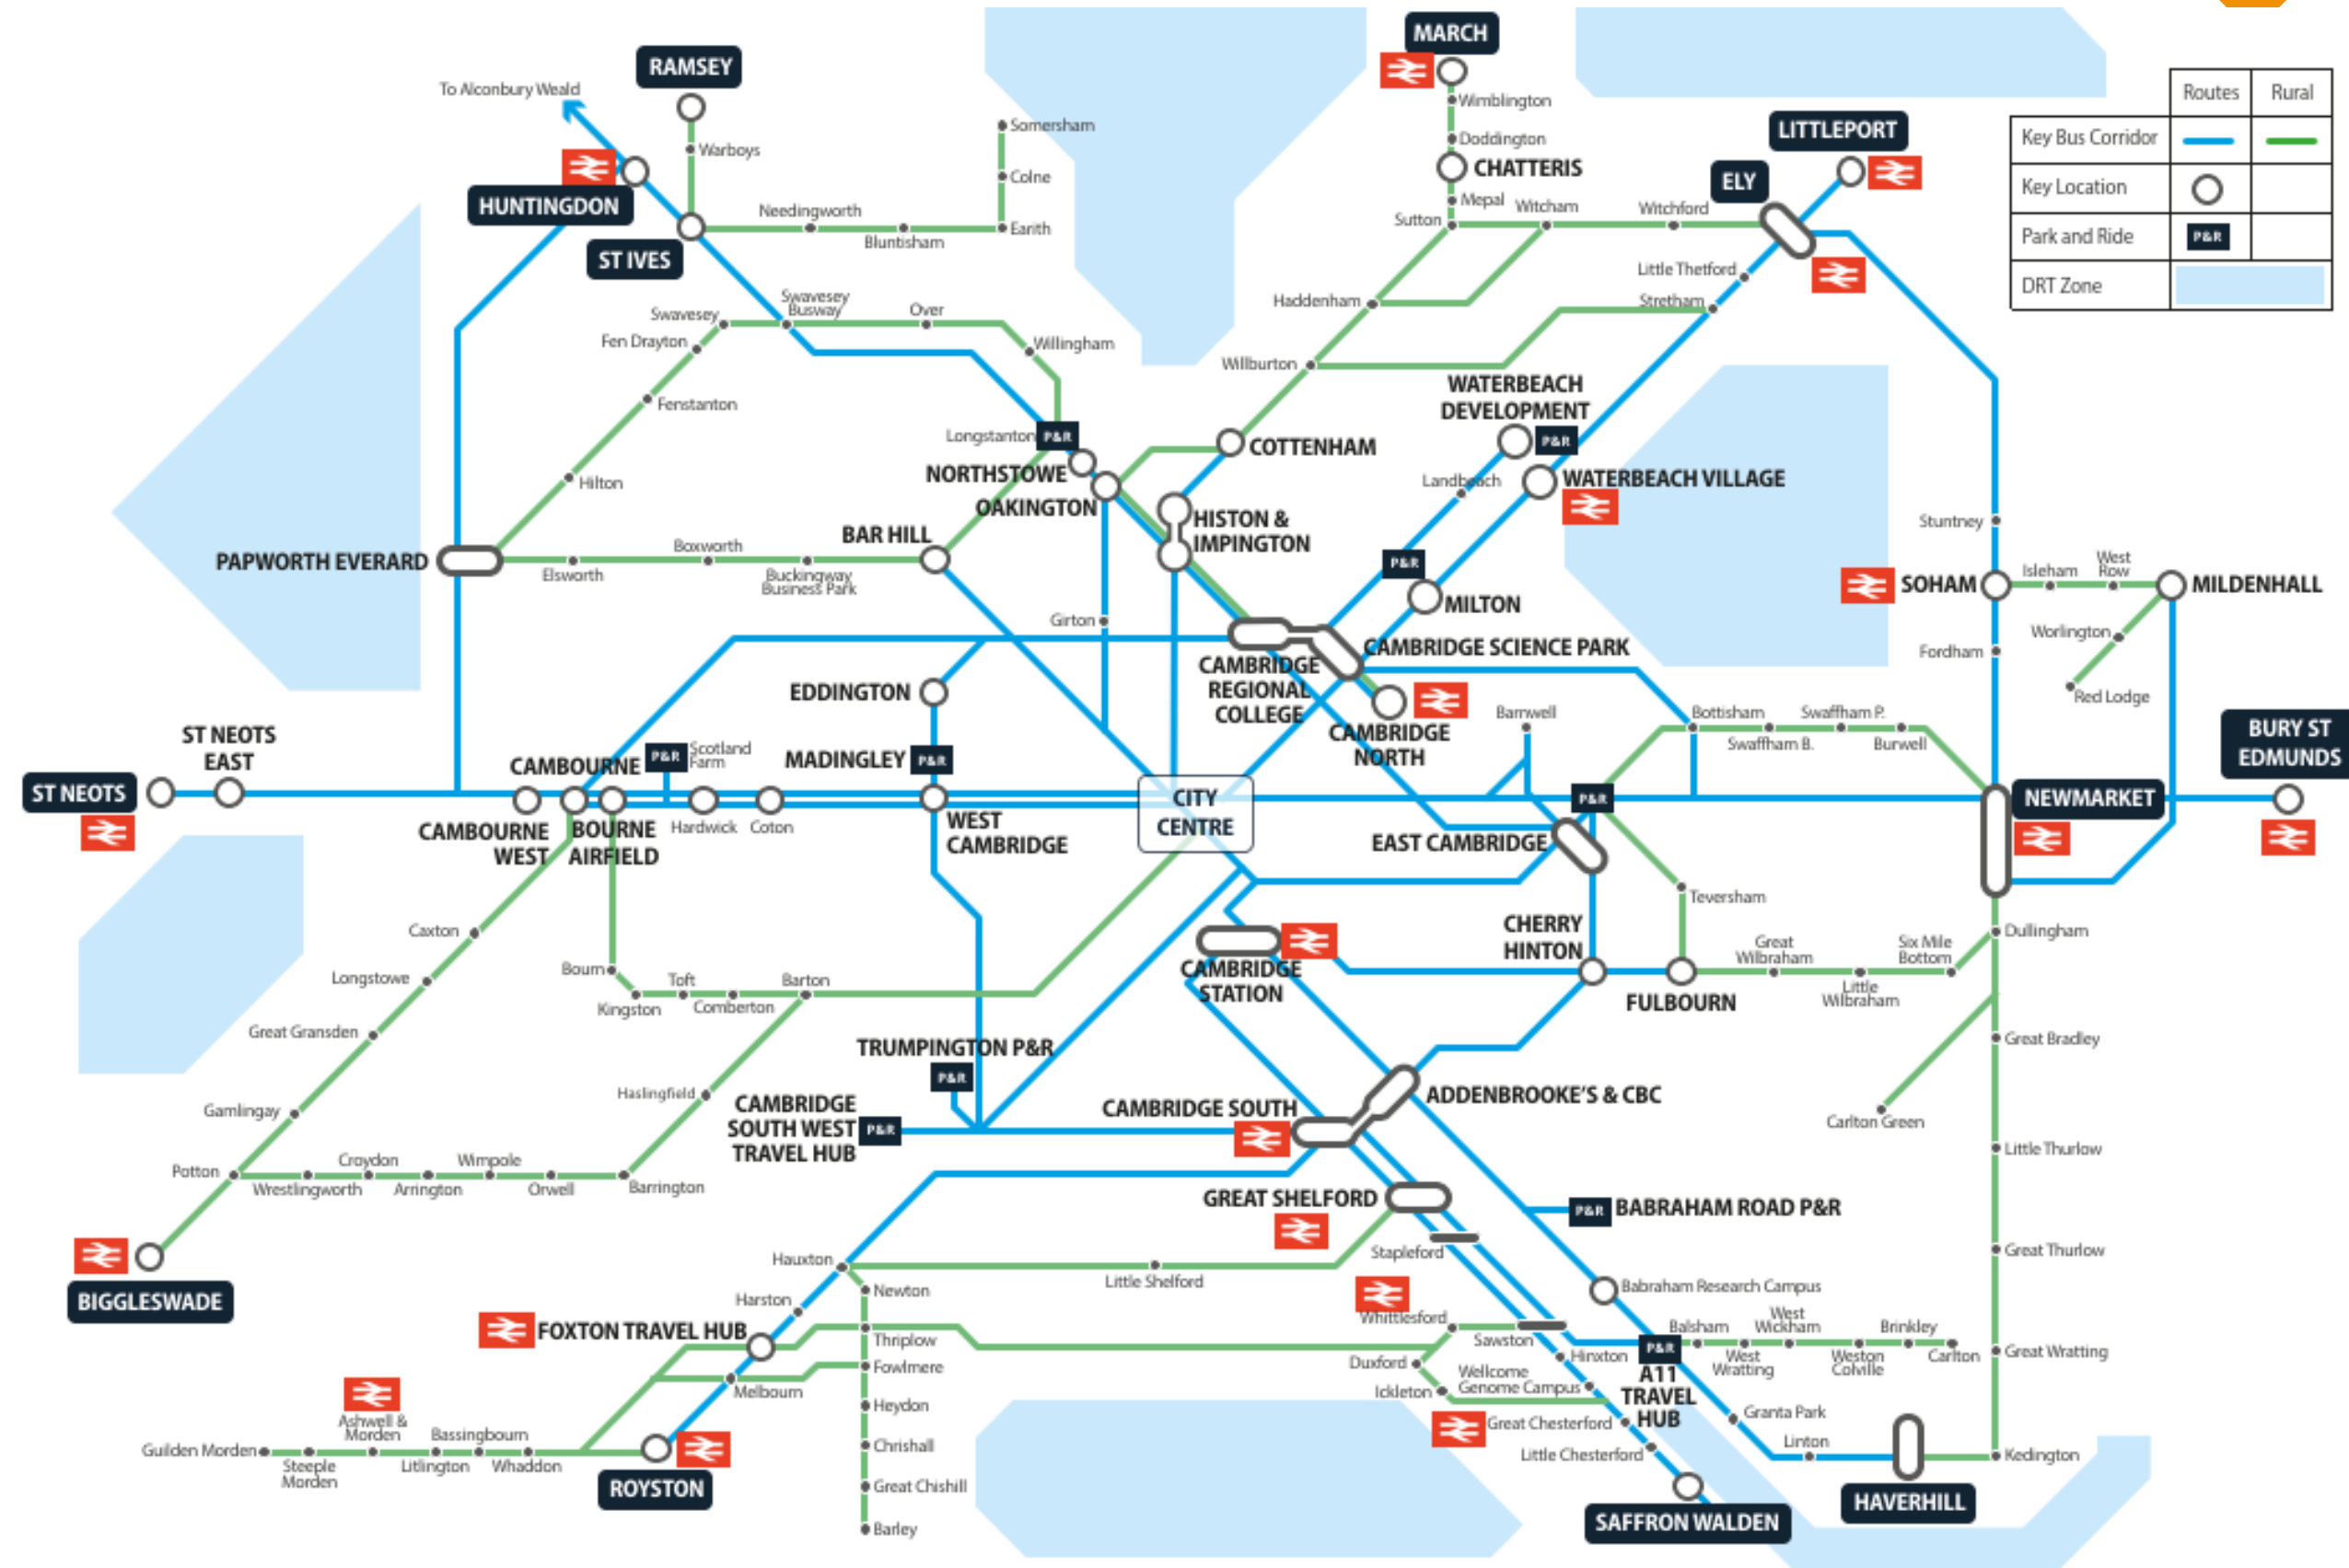 MARCH
RAMSEY
To Alconbury Weald
Wimblington
Somersham
Doddington
Warboys
LITTLEPORT
Routes
Rural
Key Bus Corridor
Key Location
Park and Ride
P&R
DRT Zone
CHATTERIS
Colne
ELY
HUNTINGDON
Mepal
Witcham
Witchford
Needingworth
Sutton
Earith
Bluntisham
ST IVES
Little Thetford
Swavesey
Busway
Over
Haddenham
Stretham
Swavesey
Fen Drayton
Willingham
Willburton
WATERBEACH
DEVELOPMENT
Fenstanton
Longstanton
P&R
P&R
COTTENHAM
NORTHSTOWE
WATERBEACH VILLAGE
Landbeach
Hilton
OAKINGTON
HISTON &
IMPINGTON
Stuntney
BAR HILL
PAPWORTH EVERARD
Boxworth
Elsworth
Buckingway
Business Park
P&R
West
Row
Isleham
SOHAM
MILDENHALL
MILTON
Girton
Worlington
CAMBRIDGE SCIENCE PARK
Fordham
CAMBRIDGE
REGIONAL
COLLEGE
EDDINGTON
Red Lodge
Barnwell
Bottisham
Swaffham P.
Swaffham B.
Burwell
BURY ST
EDMUNDS
CAMBRIDGE
NORTH
ST NEOTS
EAST
P&R
Scotland
Farm
MADINGLEY
P&R
CAMBOURNE
ST NEOTS
CITY
CENTRE
P&R
NEWMARKET
CAMBOURNE
WEST
BOURNE
AIRFIELD
Hardwick
Coton
WEST
CAMBRIDGE
EAST CAMBRIDGE
Teversham
CHERRY
HINTON
Caxton
Dullingham
Great
Wilbraham
Six Mile
Bottom
Little
Wilbraham
Bourn
CAMBRIDGE
STATION
FULBOURN
Longstowe
Toft
Barton
Kingston
Comberton
Great Gransden
Great Bradley
TRUMPINGTON P&R
P&R
Haslingfield
ADDENBROOKE'S & CBC
Gamlingay
CAMBRIDGE
SOUTH WEST
TRAVEL HUB
P&R
CAMBRIDGE SOUTH
Carlton Green
Little Thurlow
Potton
Croydon
Wimpole
Wrestlingworth
Arrington
Orwell
Barrington
GREAT SHELFORD
P&R
BABRAHAM ROAD P&R
Stapleford
Great Thurlow
Hauxton
Little Shelford
BIGGLESWADE
Newton
Babraham Research Campus
Harston
Whittlesford
FOXTON TRAVEL HUB
Thriplow
Sawston
Hinxton
P&R
A11
TRAVEL
HUB
Balsham
West
Wickham
Brinkley
West
Wratting
Weston
Colville
Carlton
Great Wratting
Duxford
Fowlmere
Wellcome
Genome Campus
Ickleton
Melbourn
Heydon
Granta Park
Great Chesterford
Ashwell &
Morden
Bassingbourn
Guilden Morden
Steeple
Morden
Litlington
Whaddon
Chrishall
Linton
Little Chesterford
Kedington
ROYSTON
Great Chishill
HAVERHILL
SAFFRON WALDEN
Barley